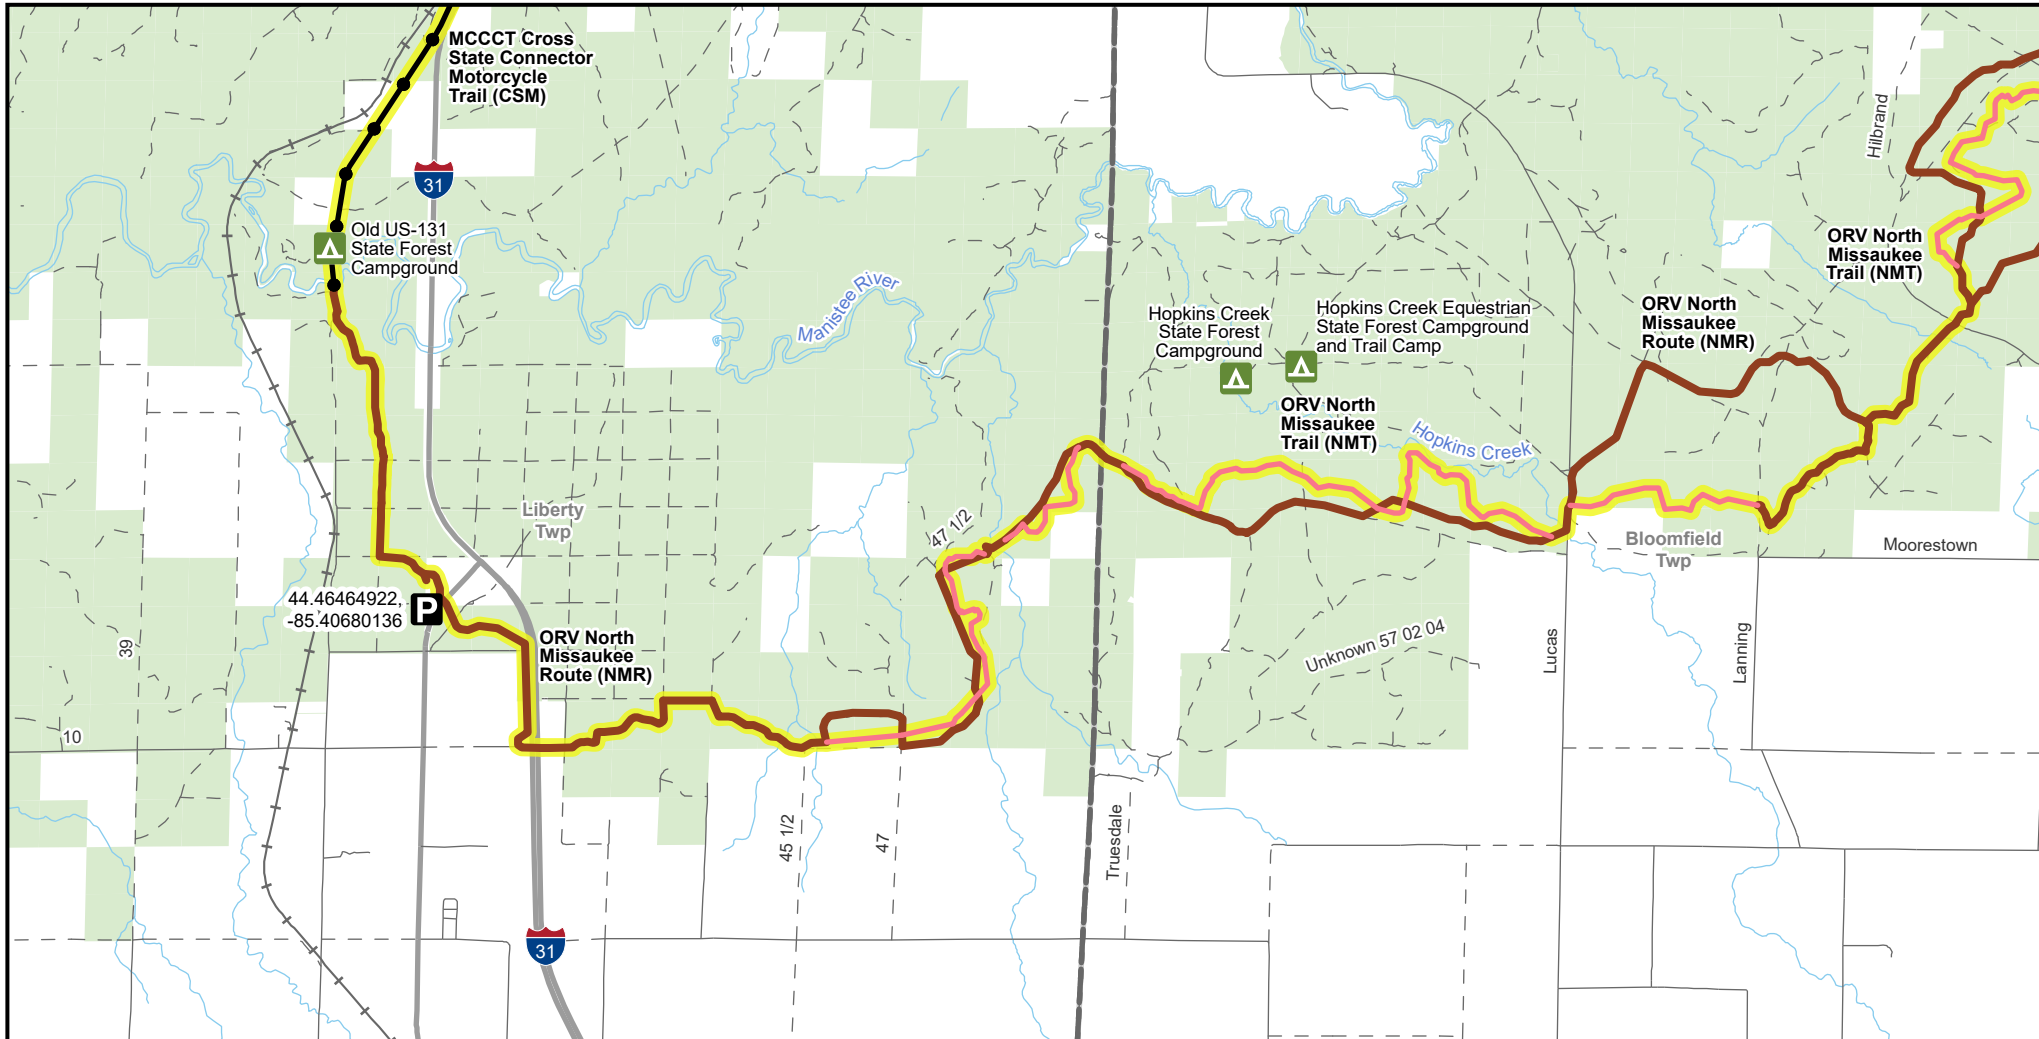 MCCCT Cross
State Connector
Motorcycle
Trail (CSM)
31
Old US-131
State Forest
Campground
Manistee River
Hopkins Creek
State Forest
Campground
Hopkins Creek Equestrian
State Forest Campground
and Trail Camp
ORV North
Missaukee
Trail (NMT)
Hopkins Creek
Hilbrand
ORV North
Missaukee
Trail (NMT)
ORV North
Missaukee
Route (NMR)
Liberty
Twp
47 1/2
Bloomfield
Twp
Moorestown
44.46464922,
-85.40680136
P
39
ORV North
Missaukee
Route (NMR)
Unknown 57 02 04
Lucas
Lanning
10
45 1/2
47
Truesdale
31